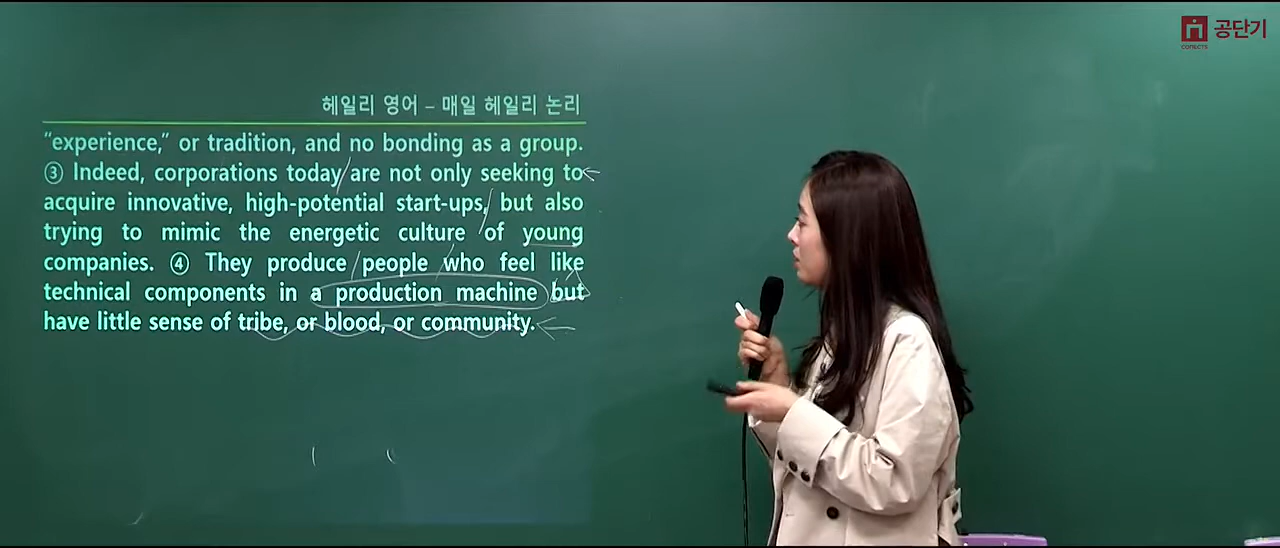 공단기
CONECTS
헤일리 영어 – 매일 헤일리 논리
“experience,” or tradition, and no bonding as a group.
③ Indeed, corporations today are not only seeking to
acquire innovative, high-potential start-ups, but also
trying to mimic the energetic culture of young
companies. ④ They produce people who feel like
technical components in a production machine but
have little sense of tribe, or blood, or community.